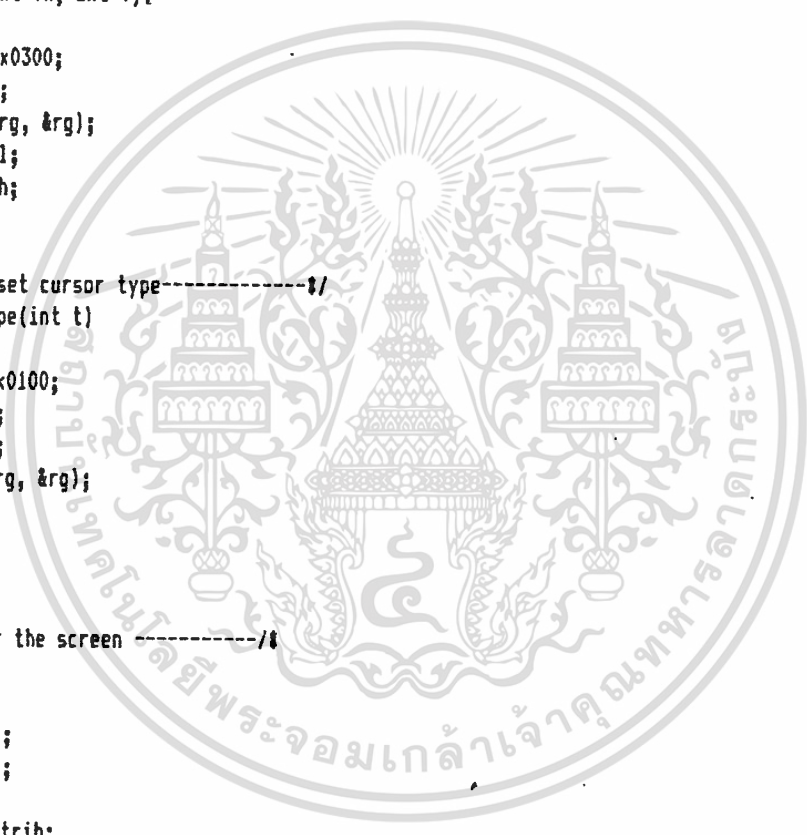 x0300;
;
rg, &rg);
l;
h;
set cursor type-------------*/
pe(int t)
x0100;
;
;
rg, &rg);
r the screen -----------/*
;
;
trib;
สถาบันเทคโนโลยีพระจอมเกล้าเจ้าคุณทหารลาดกระบัง